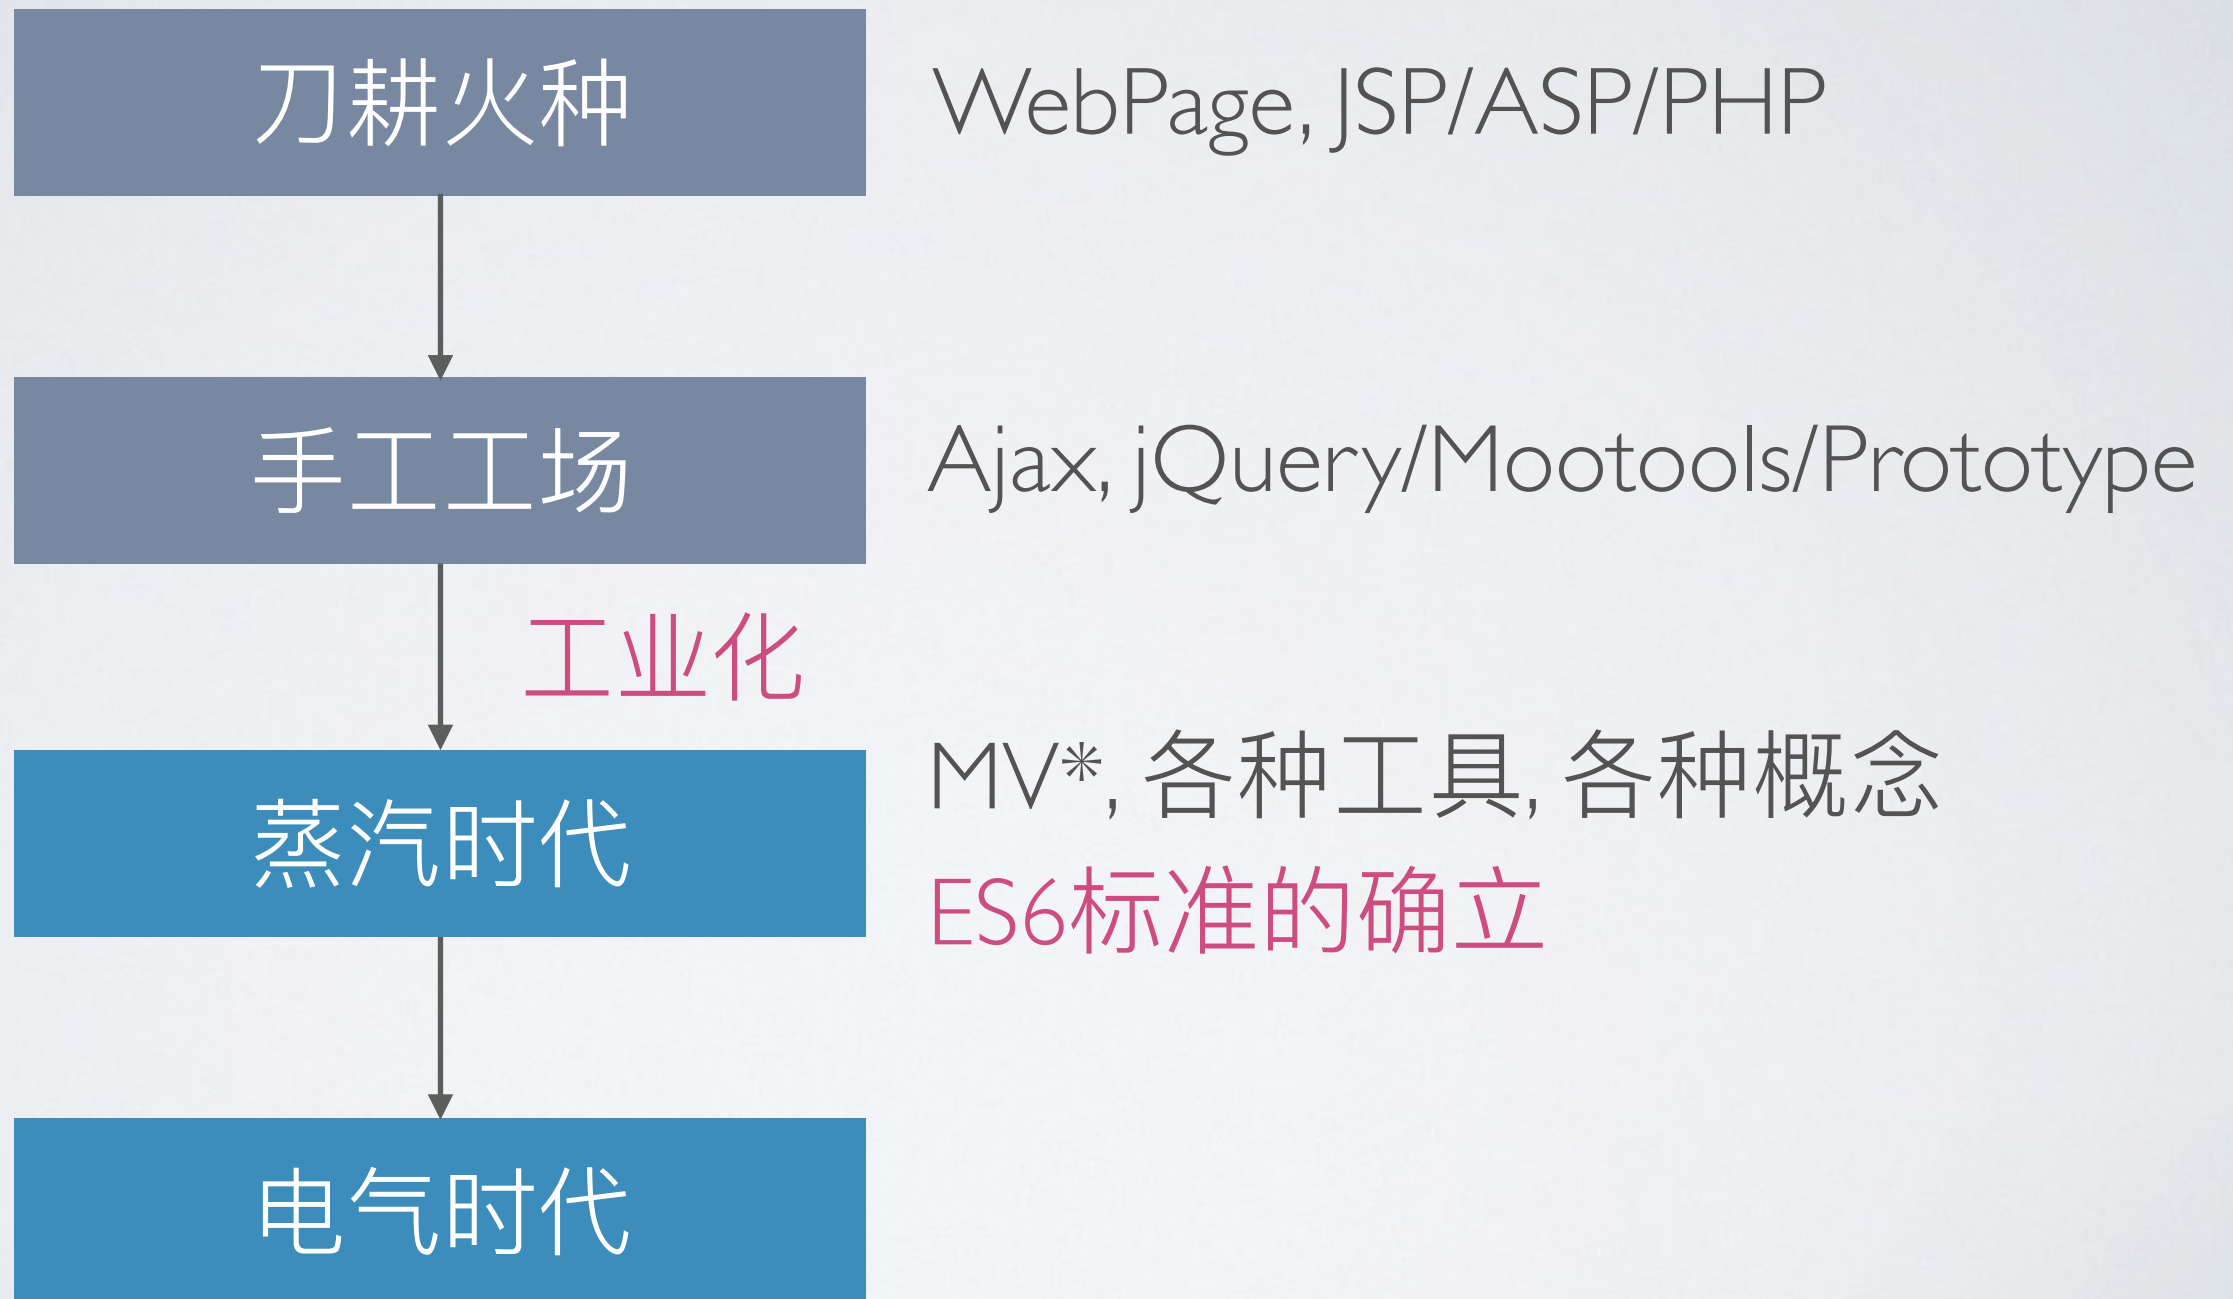 刀耕火种
WebPage, JSP/ASP/PHP
手工工场
Ajax, jQuery/Mootools/Prototype
工业化
蒸汽时代
MV*, 各种工具, 各种概念
ES6标准的确立
电气时代